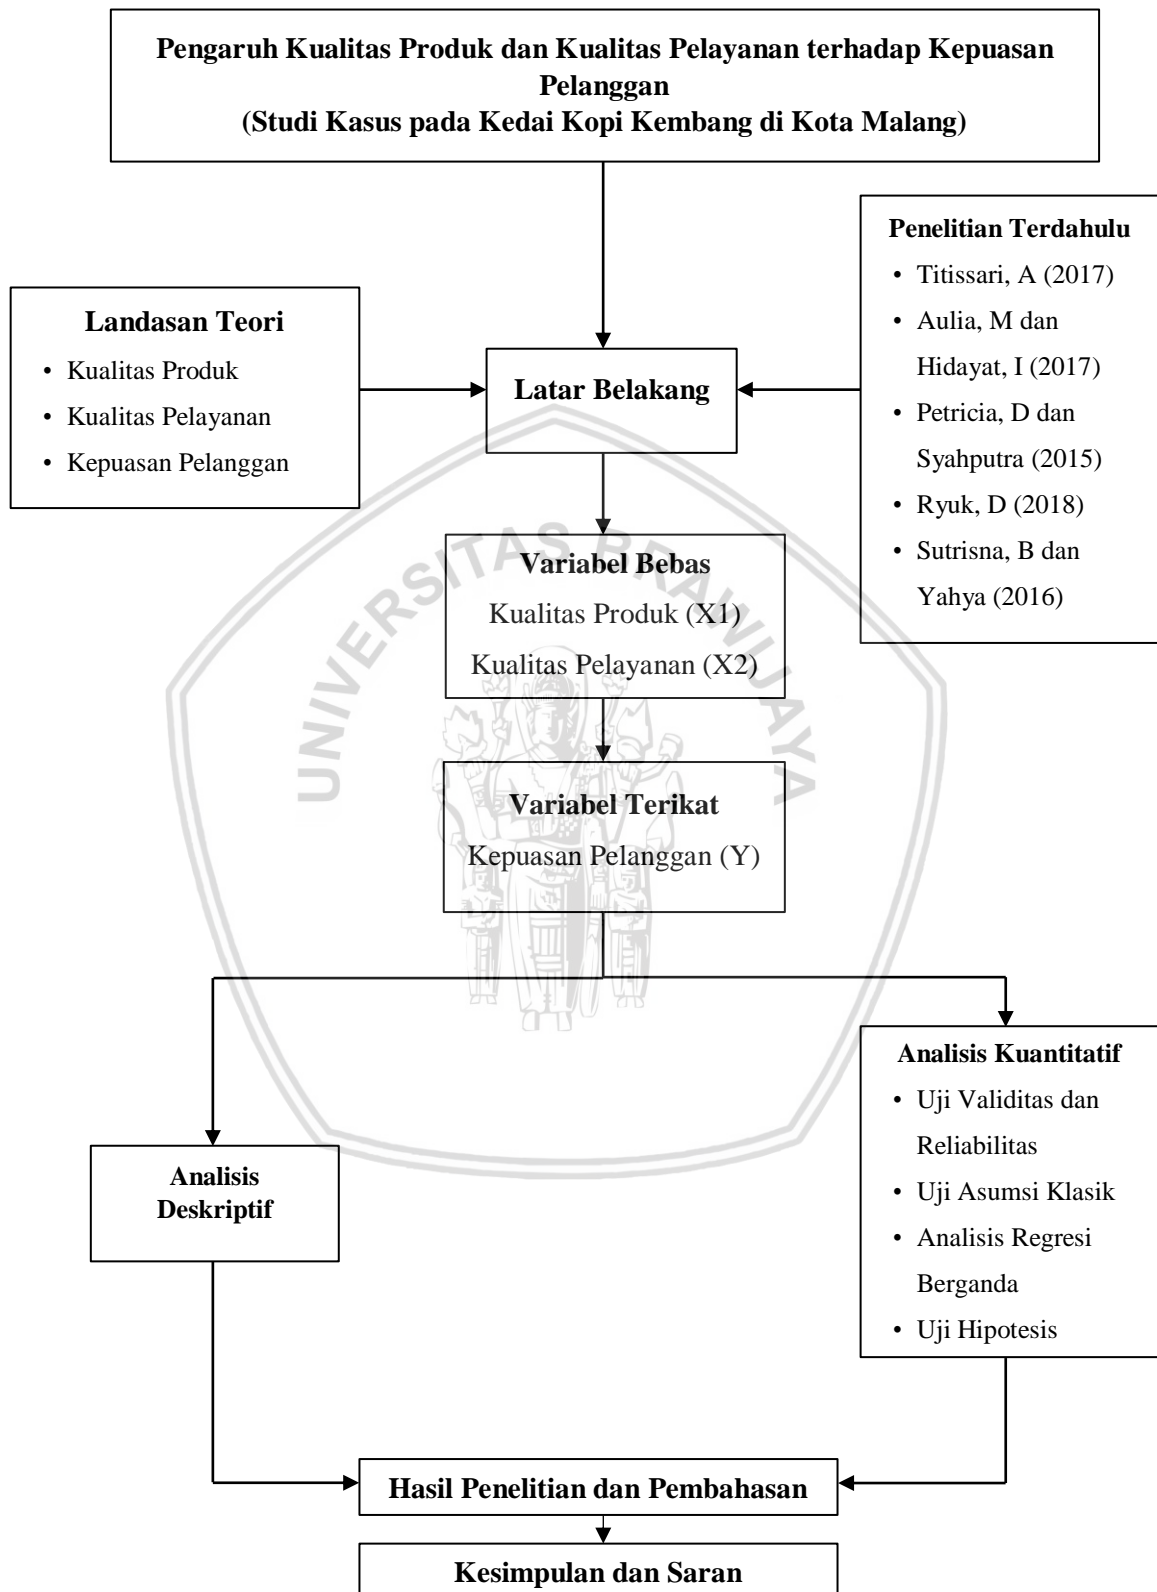 Pengaruh Kualitas Produk dan Kualitas Pelayanan terhadap Kepuasan
Pelanggan
(Studi Kasus pada Kedai Kopi Kembang di Kota Malang)
Penelitian Terdahulu
• Titissari, A (2017)
• Aulia, M dan
Hidayat, I (2017)
• Petricia, D dan
Syahputra (2015)
• Ryuk, D (2018)
• Sutrisna, B dan
Yahya (2016)
Landasan Teori
• Kualitas Produk
• Kualitas Pelayanan
• Kepuasan Pelanggan
Latar Belakang
UNIVERSITAS BRAWIJAYA
Variabel Bebas
Kualitas Produk (X1)
Kualitas Pelayanan (X2)
Variabel Terikat
Kepuasan Pelanggan (Y)
Analisis
Deskriptif
Analisis Kuantitatif
• Uji Validitas dan
Reliabilitas
• Uji Asumsi Klasik
• Analisis Regresi
Berganda
• Uji Hipotesis
Hasil Penelitian dan Pembahasan
Kesimpulan dan Saran